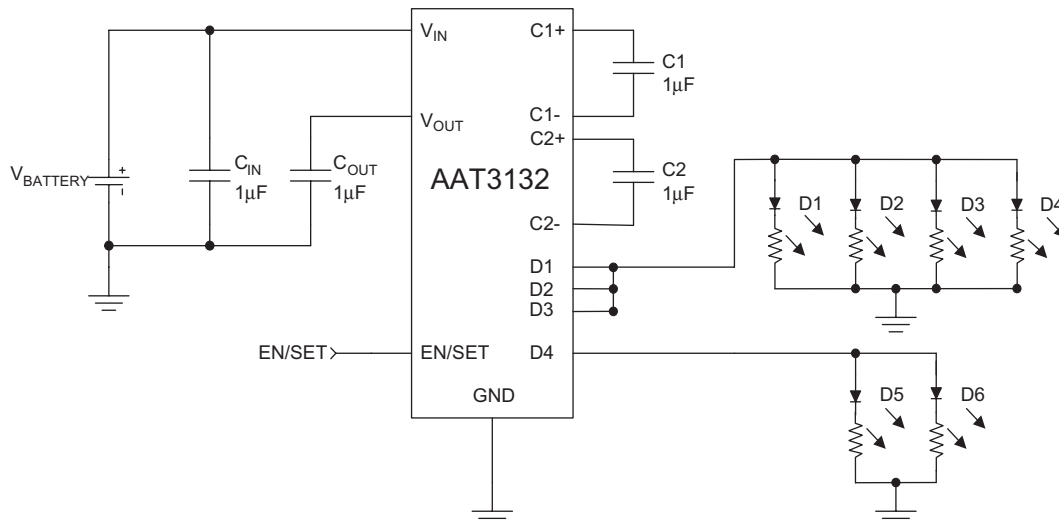 V_IN
C1+
C1
1μF
V_OUT
C1-
C2+
V_BATTERY
+
-
C_IN
1μF
C_OUT
1μF
AAT3132
C2
1μF
C2-
D1
D2
D3
D4
D1
D2
D3
EN/SET
EN/SET
D4
GND
D5
D6